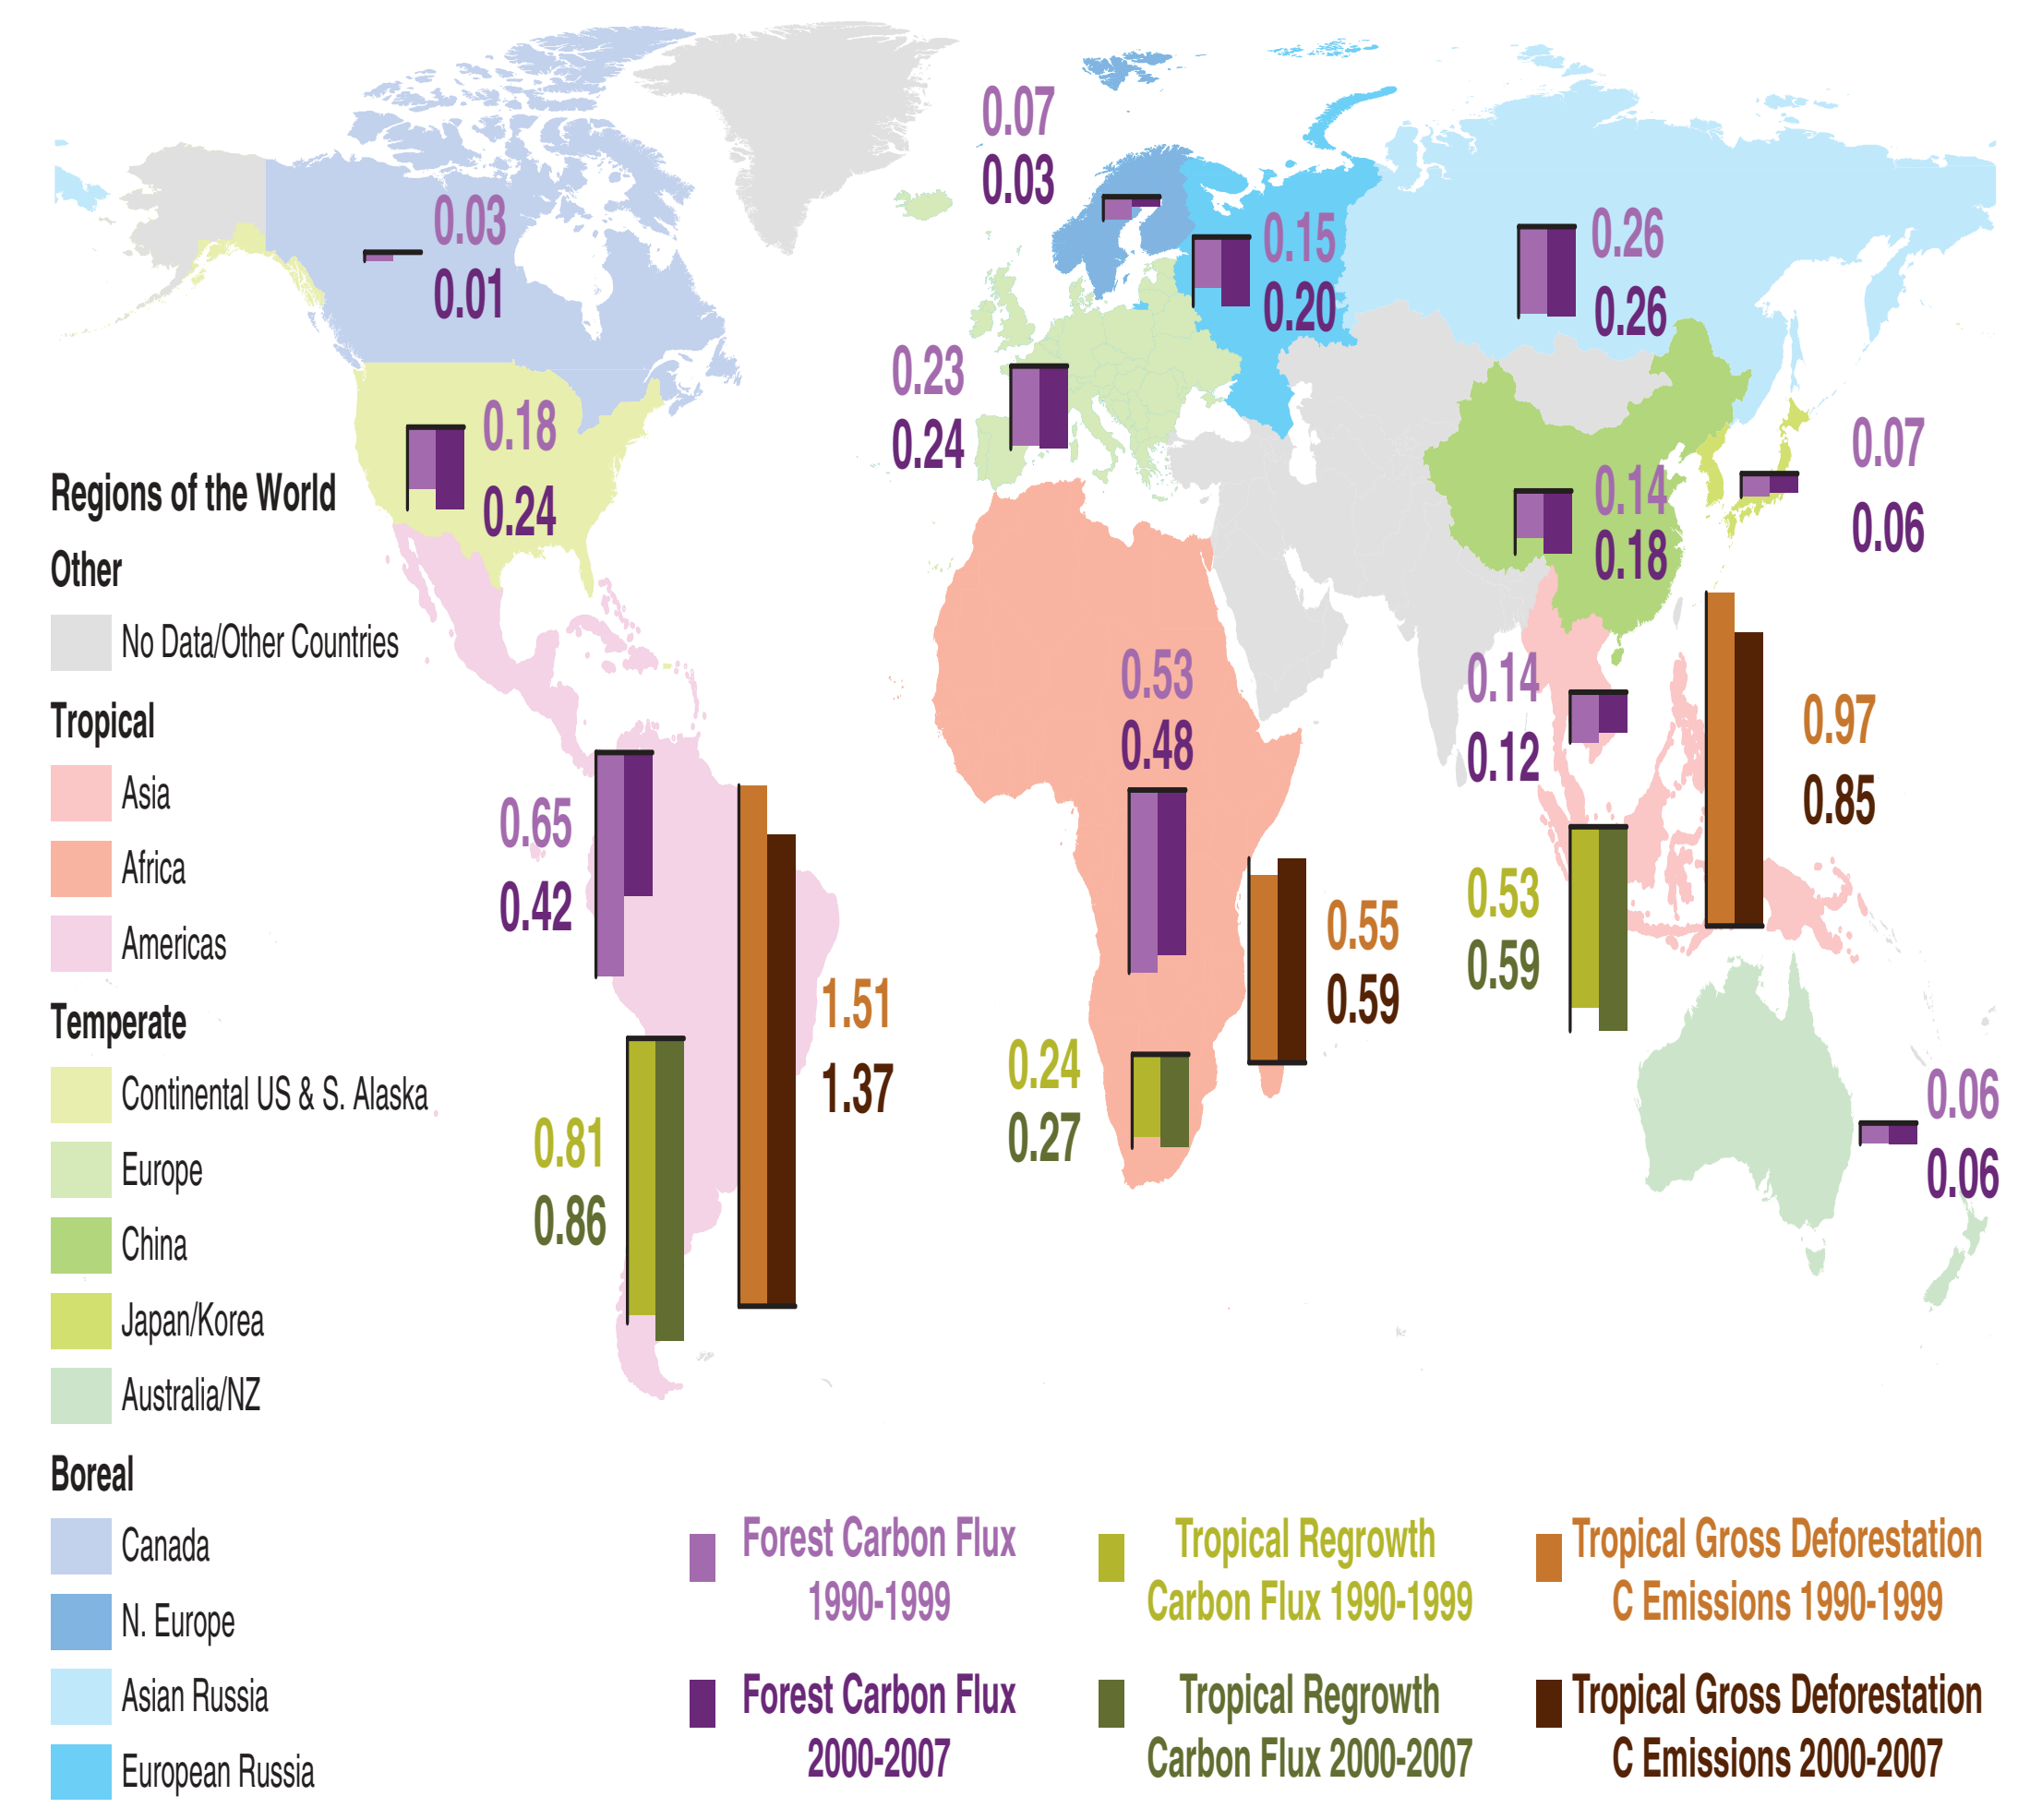 0.07
0.03
0.03
0.01
0.15
0.20
0.26
0.26
0.23
0.24
0.18
0.24
0.07
0.06
0.14
0.18
0.53
0.48
0.14
0.12
0.97
0.85
0.65
0.42
0.55
0.59
0.53
0.59
1.51
1.37
0.24
0.27
0.81
0.86
0.06
0.06
Regions of the World
Other
No Data/Other Countries
Tropical
Asia
Africa
Americas
Temperate
Continental US & S. Alaska
Europe
China
Japan/Korea
Australia/NZ
Boreal
Canada
N. Europe
Asian Russia
European Russia
Forest Carbon Flux
1990-1999
Tropical Regrowth
Carbon Flux 1990-1999
Tropical Gross Deforestation
C Emissions 1990-1999
Forest Carbon Flux
2000-2007
Tropical Regrowth
Carbon Flux 2000-2007
Tropical Gross Deforestation
C Emissions 2000-2007